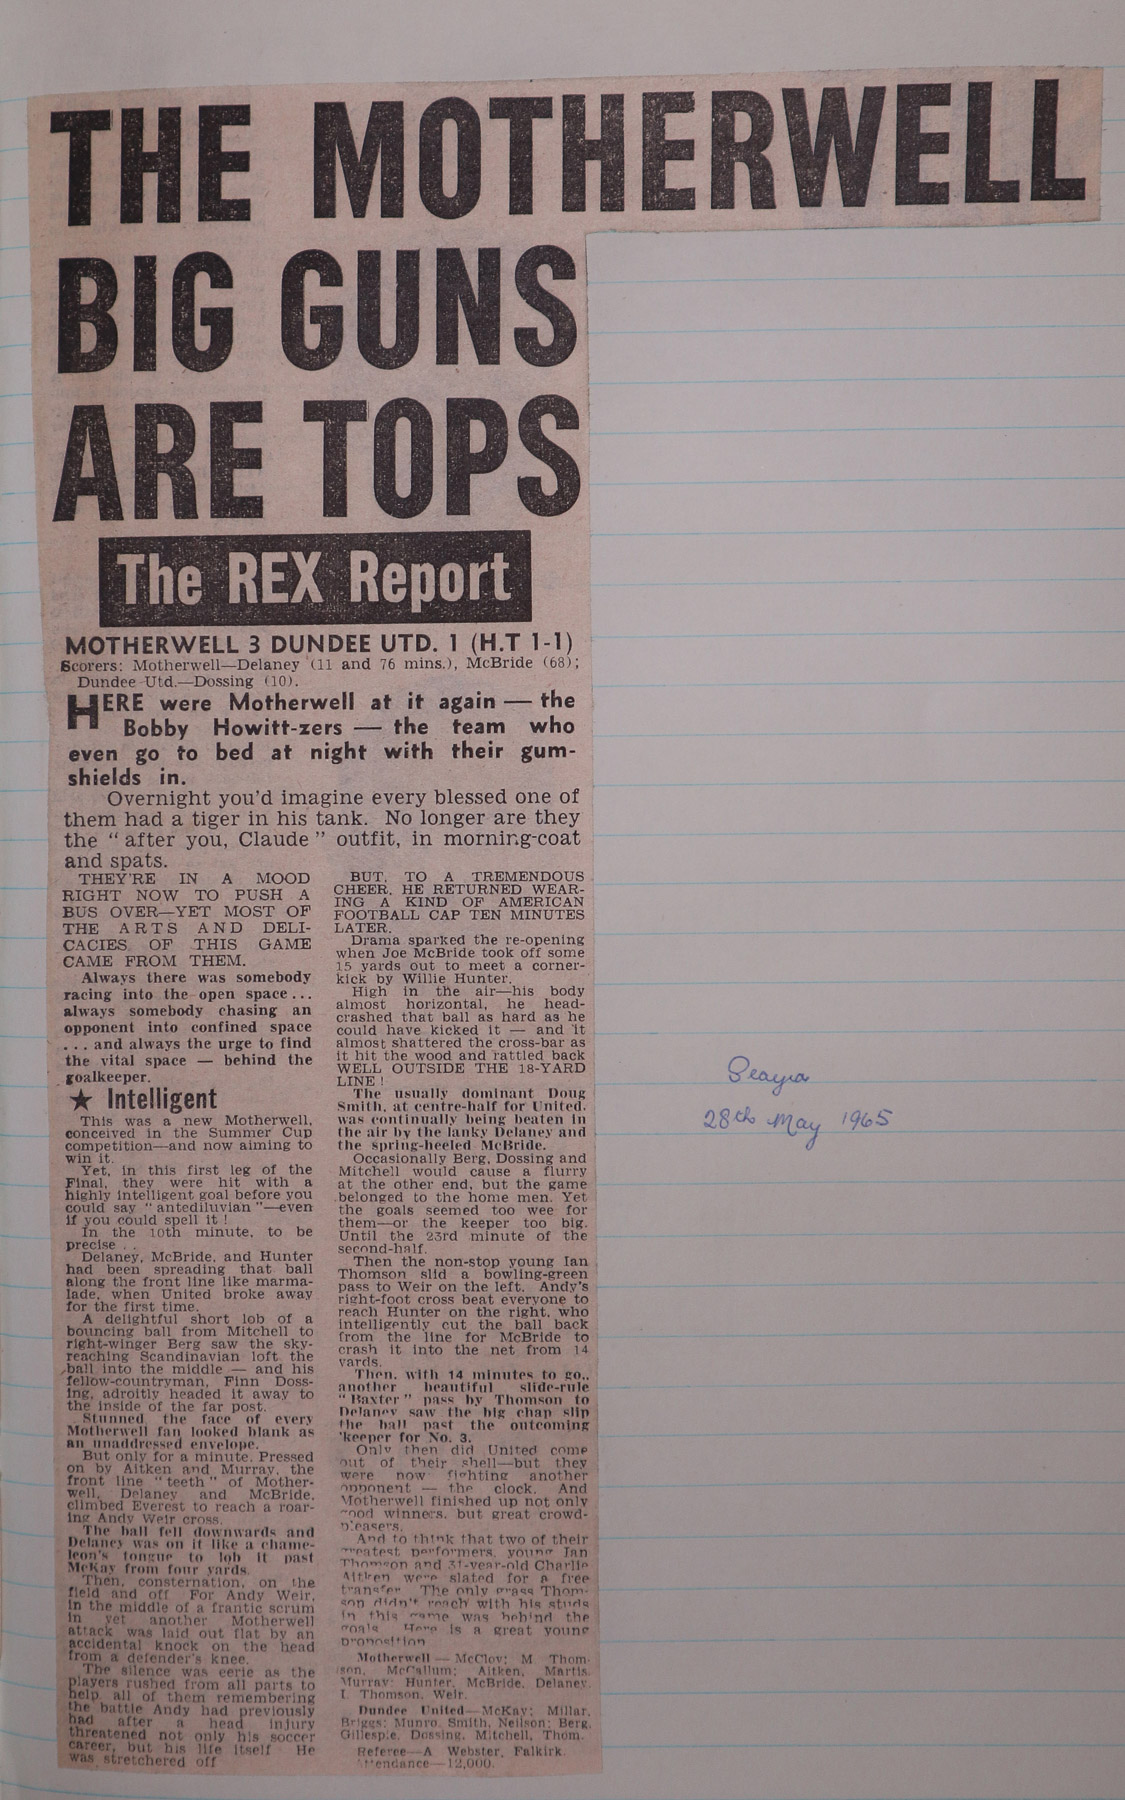 THE MOTHERWELL
BIG GUNS
ARE TOPS
The REX Report
MOTHERWELL 3 DUNDEE UTD. 1 (H.T 1-1)
Scorers: Motherwell—Delaney (11 and 76 mins.), McBride (68);
Dundee Utd.—Dossing (10).
HERE were Motherwell at it again — the
Bobby Howitt-zers — the team who
even go to bed at night with their gum-
shields in.
Overnight you'd imagine every blessed one of
them had a tiger in his tank. No longer are they
the "after you, Claude" outfit, in morning-coat
and spats.
THEY'RE IN A MOOD
RIGHT NOW TO PUSH A
BUS OVER—YET MOST OF
THE ARTS AND DELI-
CACIES OF THIS GAME
CAME FROM THEM.
Always there was somebody
racing into the open space...
always somebody chasing an
opponent into confined space
... and always the urge to find
the vital space — behind the
goalkeeper.
★ Intelligent
This was a new Motherwell,
conceived in the Summer Cup
competition—and now aiming to
win it.
Yet, in this first leg of the
Final, they were hit with a
highly intelligent goal before you
could say "antediluvian"—even
if you could spell it!
In the 10th minute, to be
precise . .
Delaney, McBride, and Hunter
had been spreading that ball
along the front line like marma-
lade, when United broke away
for the first time.
A delightful short lob of a
bouncing ball from Mitchell to
right-winger Berg saw the sky-
reaching Scandinavian loft the
ball into the middle — and his
fellow-countryman, Finn Doss-
ing, adroitly headed it away to
the inside of the far post.
Stunned, the face of every
Motherwell fan looked blank as
an unaddressed envelope.
But only for a minute. Pressed
on by Aitken and Murray, the
front line "teeth" of Mother-
well, Delaney and McBride,
climbed Everest to reach a roar-
ing Andy Weir cross.
The ball fell downwards and
Delaney was on it like a chame-
leon's tongue to lob it past
McKay from four yards.
Then, consternation, on the
field and off For Andy Weir,
in the middle of a frantic scrum
in yet another Motherwell
attack was laid out flat by an
accidental knock on the head
from a defender's knee.
The silence was eerie as the
players rushed from all parts to
help, all of them remembering
the battle Andy had previously
had after a head injury
threatened not only his soccer
career, but his life itself He
was stretchered off
BUT, TO A TREMENDOUS
CHEER, HE RETURNED WEAR-
ING A KIND OF AMERICAN
FOOTBALL CAP TEN MINUTES
LATER.
Drama sparked the re-opening
when Joe McBride took off some
15 yards out to meet a corner-
kick by Willie Hunter.
High in the air—his body
almost horizontal, he head-
crashed that ball as hard as he
could have kicked it — and it
almost shattered the cross-bar as
it hit the wood and rattled back
WELL OUTSIDE THE 18-YARD
LINE!
The usually dominant Doug
Smith, at centre-half for United,
was continually being beaten in
the air by the lanky Delaney and
the spring-heeled McBride.
Occasionally Berg, Dossing and
Mitchell would cause a flurry
at the other end, but the game
belonged to the home men. Yet
the goals seemed too wee for
them—or the keeper too big.
Until the 23rd minute of the
second-half.
Then the non-stop young Ian
Thomson slid a bowling-green
pass to Weir on the left. Andy's
right-foot cross beat everyone to
reach Hunter on the right, who
intelligently cut the ball back
from the line for McBride to
crash it into the net from 14
yards.
Then, with 14 minutes to go,
another beautiful slide-rule
"Baxter" pass by Thomson to
Delaney saw the big chap slip
the ball past the outcoming
'keeper for No. 3.
Only then did United come
out of their shell—but they
were now fighting another
opponent — the clock. And
Motherwell finished up not only
good winners, but great crowd-
pleasers.
And to think that two of their
greatest performers, young Ian
Thomson and 31-year-old Charlie
Aitken were slated for a free
transfer. The only grass Thom-
son didn't reach with his studs
in this game was behind the
goals Here is a great young
proposition
Motherwell — McCloy; M. Thom-
son, McCallum; Aitken, Martis,
Murray; Hunter, McBride, Delaney,
I. Thomson, Weir.
Dundee United—McKay; Millar,
Briggs; Munro, Smith, Neilson; Berg,
Gillespie, Dossing, Mitchell, Thom.
Referee—A Webster, Falkirk.
Attendance—12,000.
28th May 1965